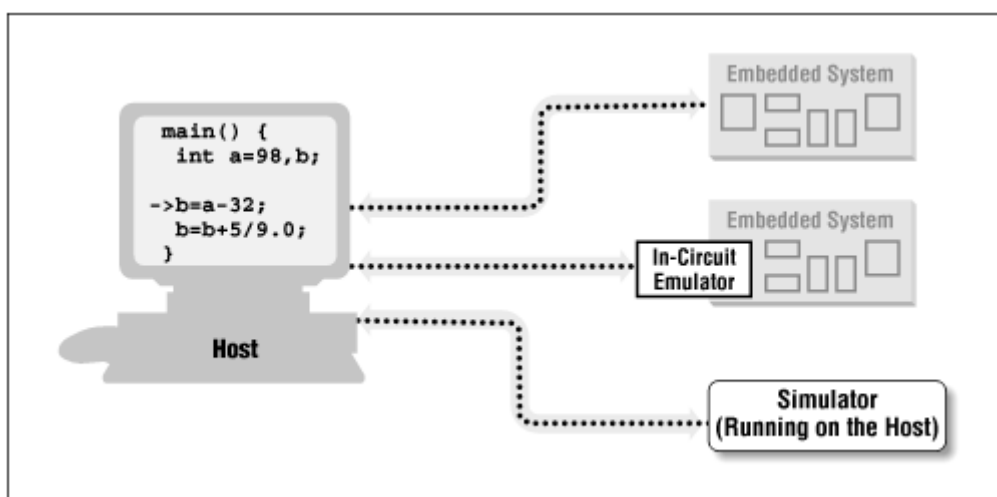 Embedded System
main() {
int a=98,b;
->b=a-32;
b=b+5/9.0;
}
Embedded System
In-Circuit
Emulator
Host
Simulator
(Running on the Host)